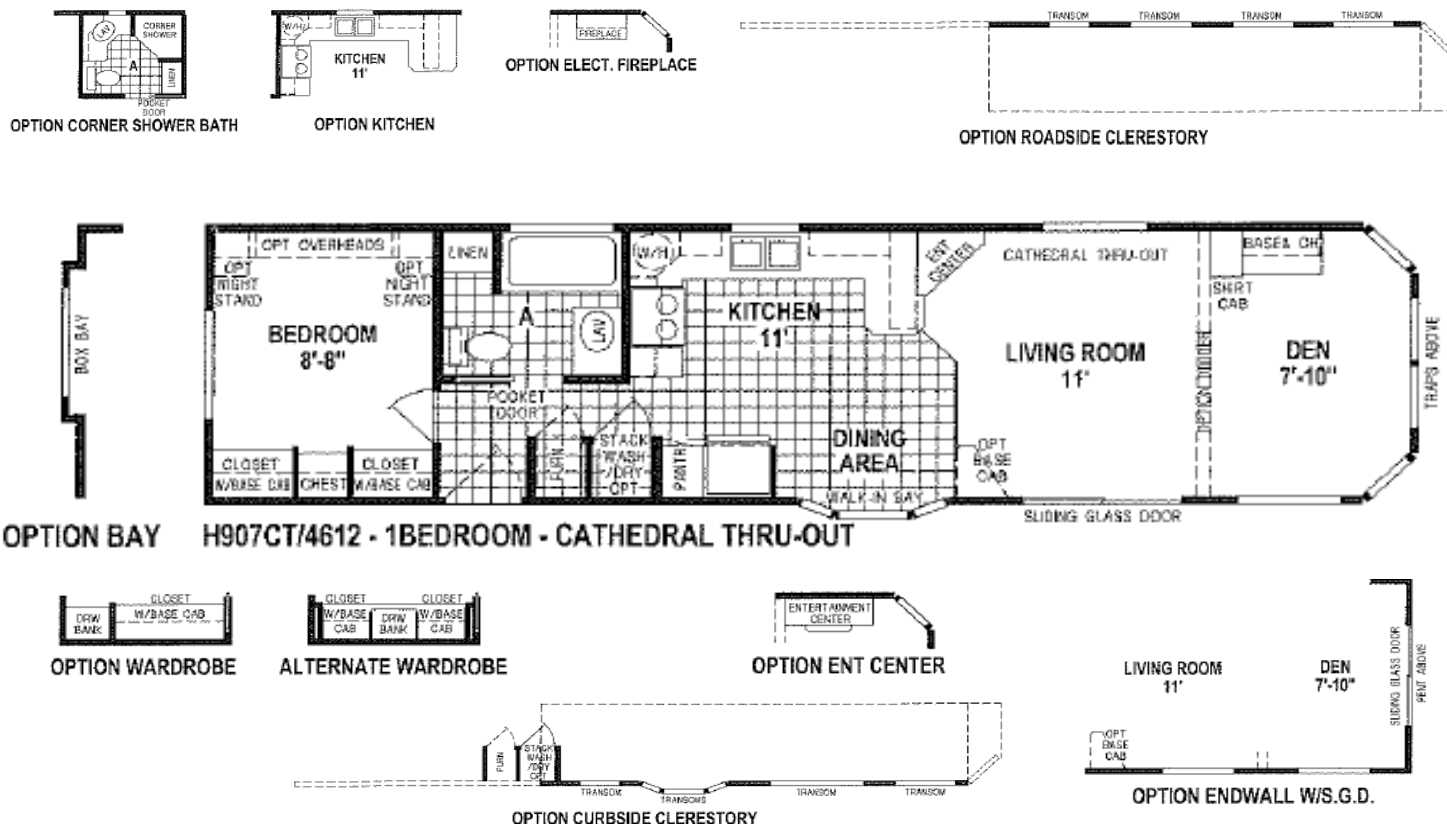 CORNER
SHOWER
LAV
A
LINEN
POCKET
DOOR
OPTION CORNER SHOWER BATH
W/H
KITCHEN
11'
OPTION KITCHEN
FIREPLACE
OPTION ELECT. FIREPLACE
TRANSOM TRANSOM TRANSOM TRANSOM
OPTION ROADSIDE CLERESTORY
BOX BAY
OPTION BAY
OPT OVERHEADS
OPT
NIGHT
STAND
OPT
NIGHT
STAND
BEDROOM
8'-8"
CLOSET
W/BASE CAB
CHEST
CLOSET
W/BASE CAB
LINEN
A
LAV
POCKET
DOOR
FURN
STACK
WASH
/DRY
OPT
W/H
KITCHEN
11'
PANTRY
DINING
AREA
WALK-IN BAY
ENT
CENTER
CATHEDRAL THRU-OUT
LIVING ROOM
11'
OPT
BASE
CAB
SLIDING GLASS DOOR
BASE& OH
SHRT
CAB
DEN
7'-10"
TRAPS ABOVE
H907CT/4612 - 1BEDROOM - CATHEDRAL THRU-OUT
DRW
BANK
CLOSET
W/BASE CAB
OPTION WARDROBE
CLOSET
W/BASE
CAB
DRW
BANK
CLOSET
W/BASE
CAB
ALTERNATE WARDROBE
ENTERTAINMENT
CENTER
OPTION ENT CENTER
FURN
STACK
WASH
/DRY
OPT
TRANSOM TRANSOMS TRANSOM TRANSOM
OPTION CURBSIDE CLERESTORY
LIVING ROOM
11'
DEN
7'-10"
OPT
BASE
CAB
SLIDING GLASS DOOR
PENT ABOVE
OPTION ENDWALL W/S.G.D.